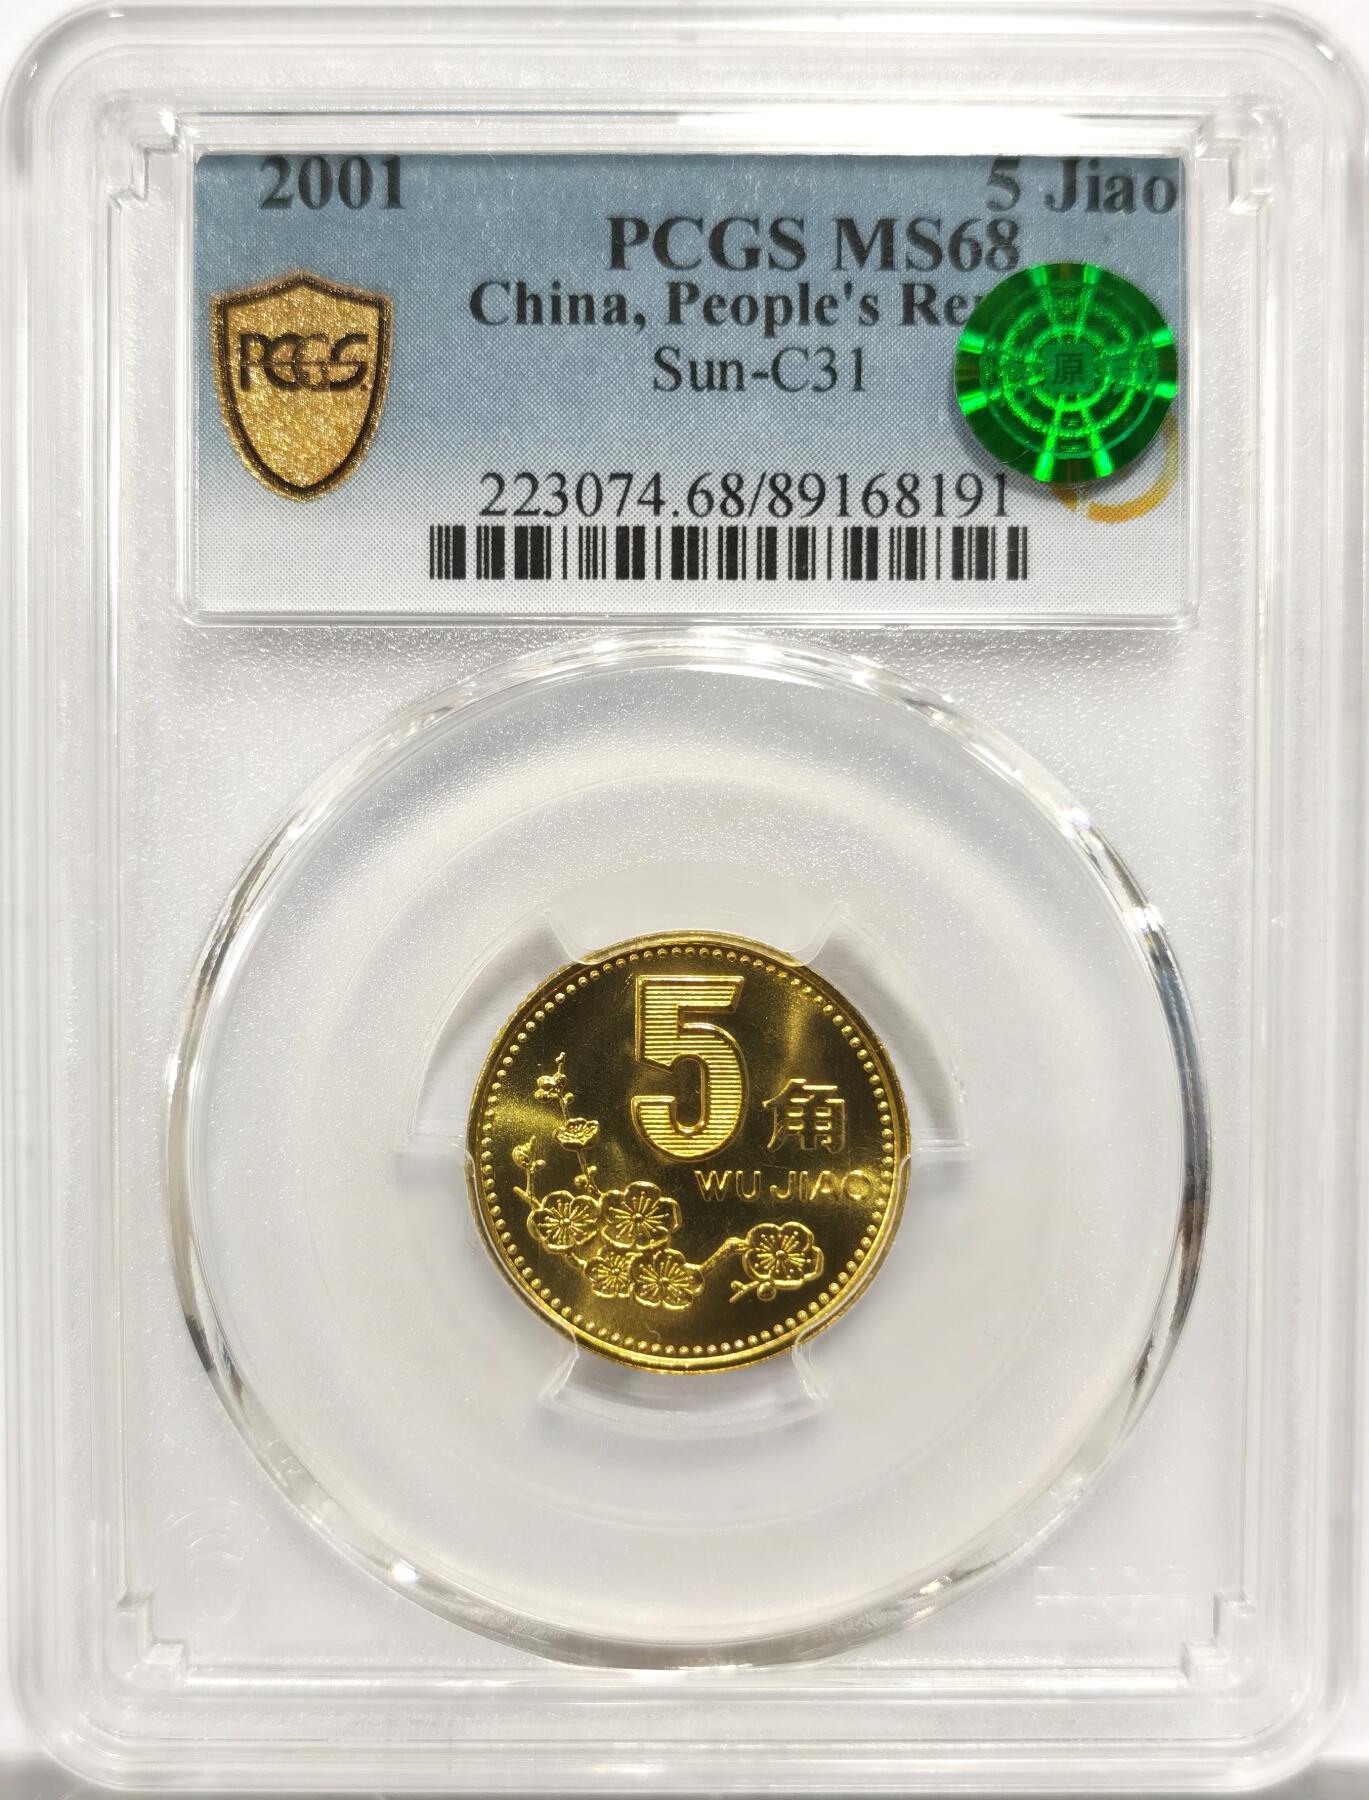 2001 5 Jiao
PCGS MS68
China, People's Re
Sun-C31
PCGS
原
223074.68/89168191
5
角
WU JIAO